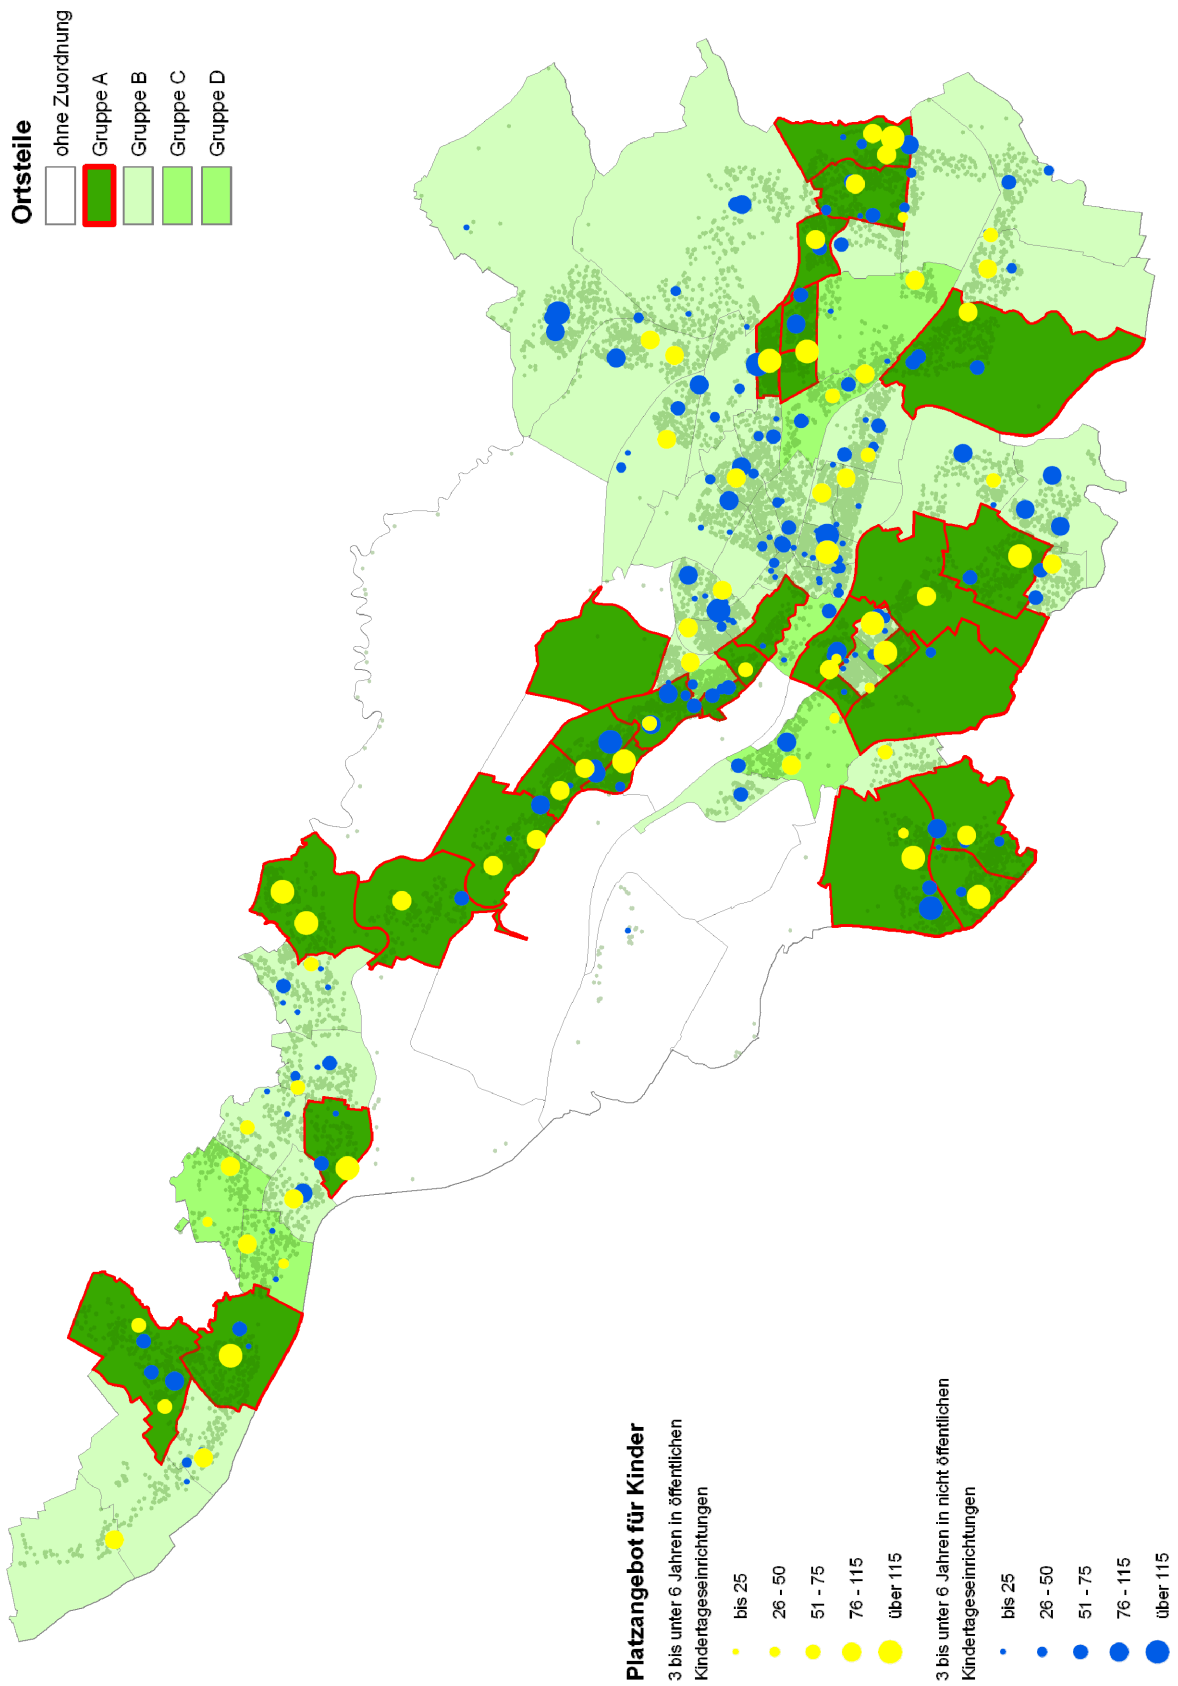 Ortsteile
ohne Zuordnung
Gruppe A
Gruppe B
Gruppe C
Gruppe D
Platzangebot für Kinder
3 bis unter 6 Jahren in öffentlichen
Kindertageseinrichtungen
bis 25
26 - 50
51 - 75
76 - 115
über 115
3 bis unter 6 Jahren in nicht öffentlichen
Kindertageseinrichtungen
bis 25
26 - 50
51 - 75
76 - 115
über 115